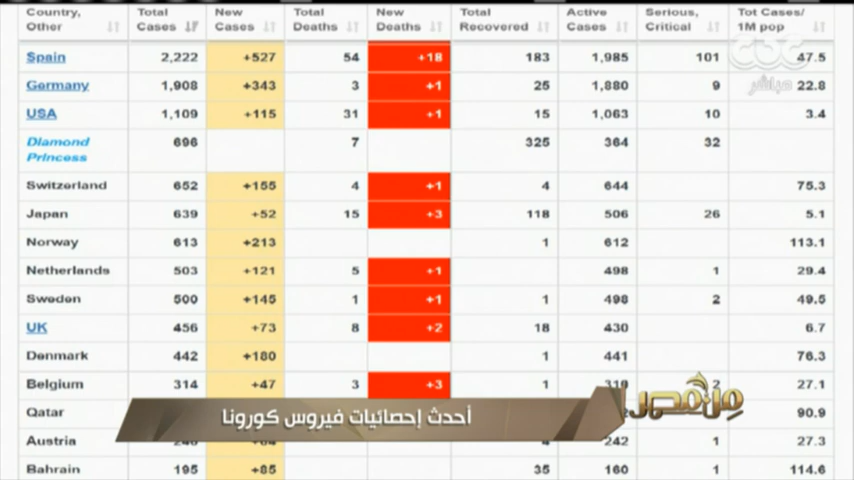 Country, Other Total Cases New Cases Total Deaths New Deaths Total Recovered Active Cases Serious, Critical Tot Cases/ 1M pop
cbc
مباشر
Spain 2,222 +527 54 +18 183 1,985 101 47.5
Germany 1,908 +343 3 +1 25 1,880 9 22.8
USA 1,109 +115 31 +1 15 1,063 10 3.4
Diamond Princess 696 7 325 364 32
Switzerland 652 +155 4 +1 4 644 75.3
Japan 639 +52 15 +3 118 506 26 5.1
Norway 613 +213 1 612 113.1
Netherlands 503 +121 5 +1 498 1 29.4
Sweden 500 +145 1 +1 1 498 2 49.5
UK 456 +73 8 +2 18 430 6.7
Denmark 442 +180 1 441 76.3
Belgium 314 +47 3 +3 1 2 27.1
Qatar 90.9
Austria 242 1 27.3
Bahrain 195 +85 35 160 1 114.6
أحدث إحصائيات فيروس كورونا
من مصر